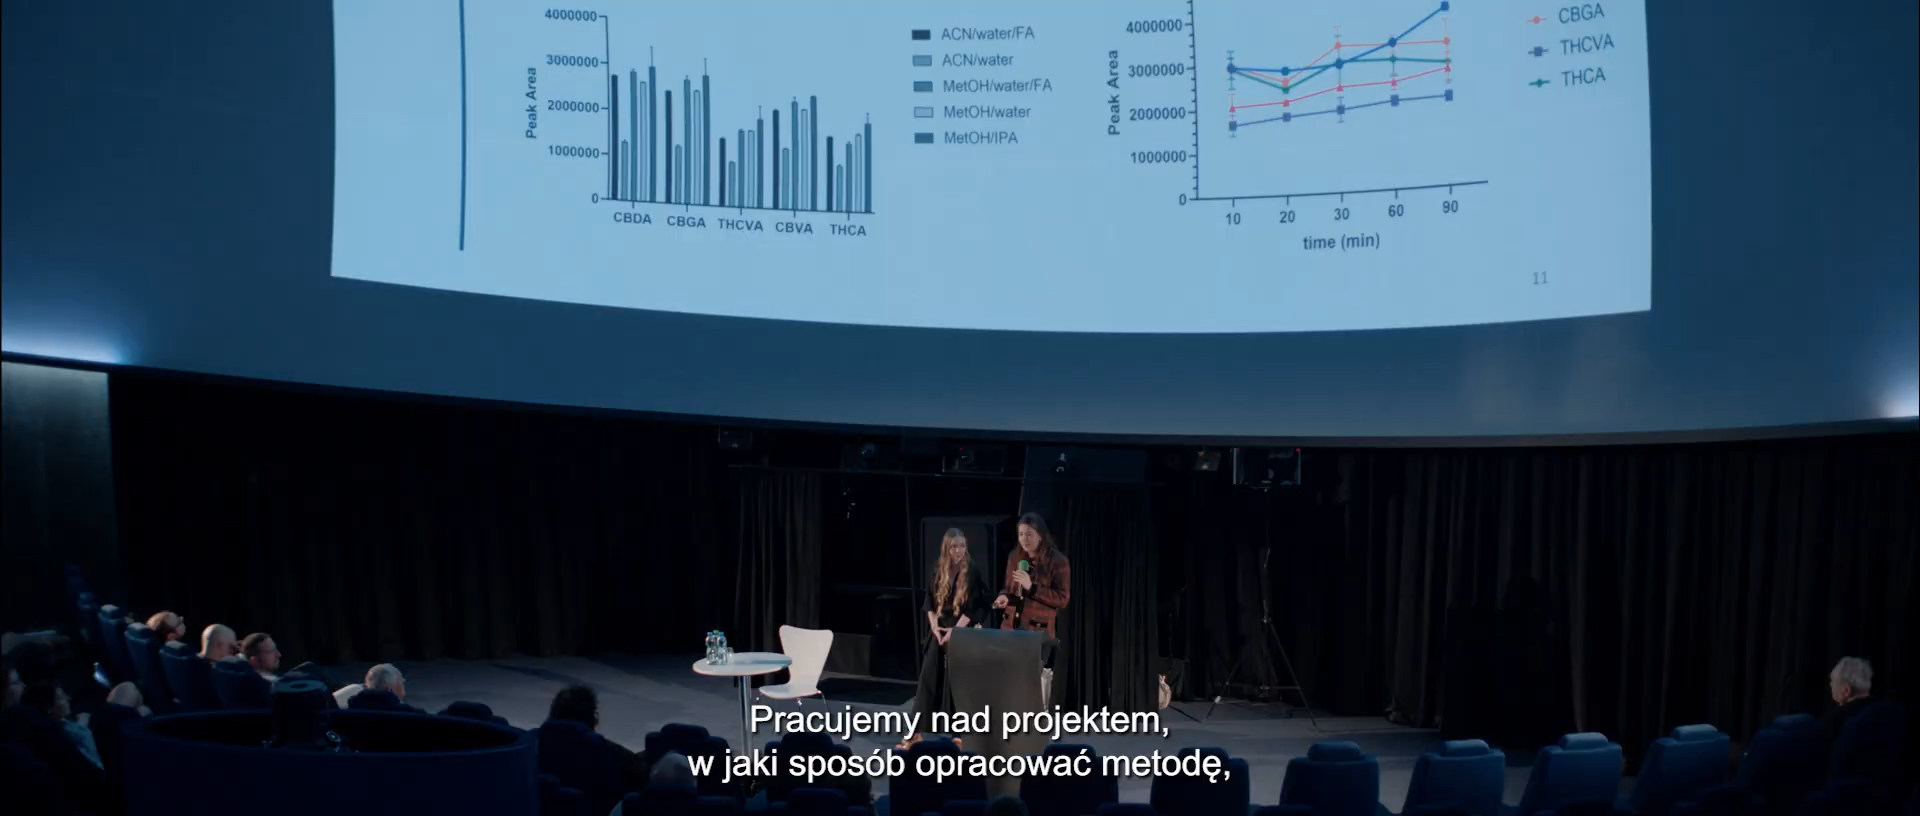 4000000
3000000
2000000
1000000
0
Peak Area
CBDA
CBGA
THCVA
CBVA
THCA
ACN/water/FA
ACN/water
MetOH/water/FA
MetOH/water
MetOH/IPA
4000000
3000000
2000000
1000000
0
Peak Area
10
20
30
60
90
time (min)
CBGA
THCVA
THCA
11
Pracujemy nad projektem,
w jaki sposób opracować metodę,